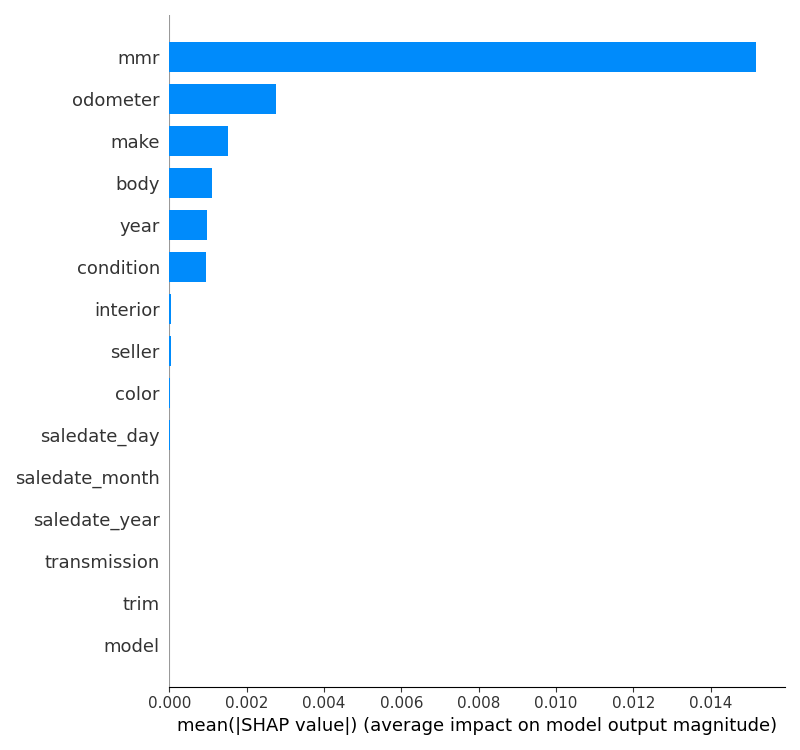 mmr
odometer
make
body
year
condition
interior
seller
color
saledate_day
saledate_month
saledate_year
transmission
trim
model
0.000 0.002 0.004 0.006 0.008 0.010 0.012 0.014
mean(|SHAP value|) (average impact on model output magnitude)